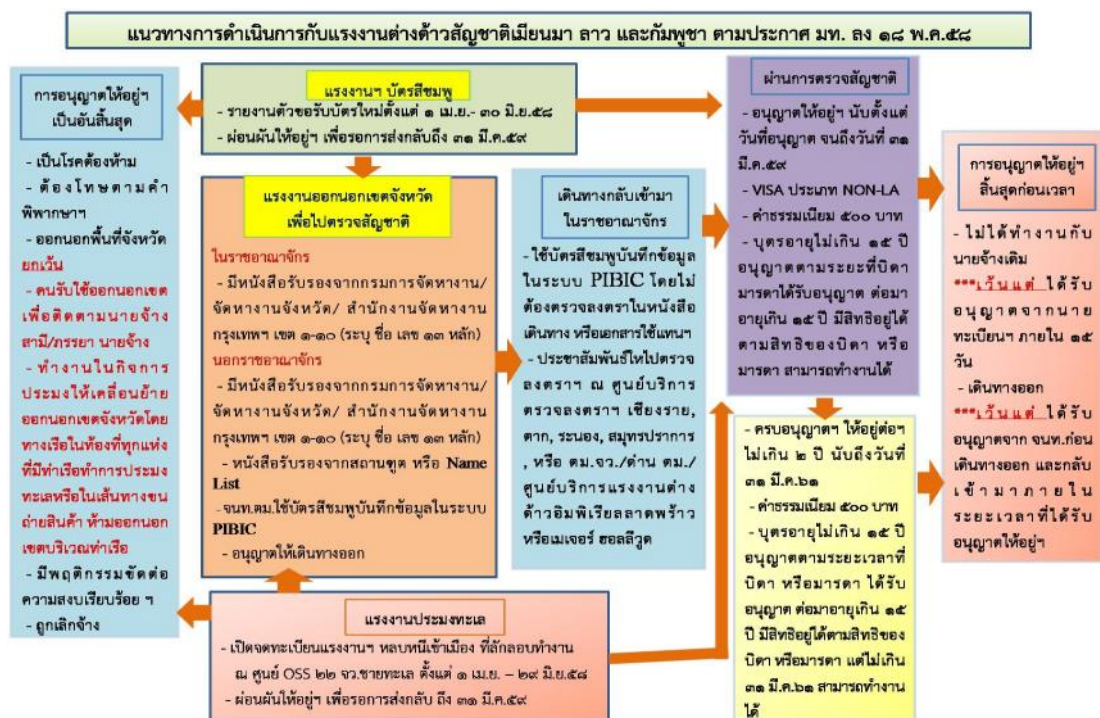 แนวทางการดำเนินการกับแรงงานต่างด้าวสัญชาติเมียนมา ลาว และกัมพูชา ตามประกาศ มท. ลง ๑๘ พ.ค.๕๘
การอนุญาตให้อยู่ฯ
เป็นอันสิ้นสุด
- เป็นโรคต้องห้าม
- ต้องโทษตามคำ
พิพากษาฯ
- ออกนอกพื้นที่จังหวัด
ยกเว้น
- คนรับใช้ออกนอกเขต
เพื่อติดตามนายจ้าง
สามี/ภรรยา นายจ้าง
- ทำงานในกิจการ
ประมงให้เคลื่อนย้าย
ออกนอกเขตจังหวัดโดย
ทางเรือในท้องที่ทุกแห่ง
ที่มีท่าเรือทำการประมง
ทะเลหรือในเส้นทางขน
ถ่ายสินค้า ห้ามออกนอก
เขตบริเวณท่าเรือ
- มีพฤติกรรมขัดต่อ
ความสงบเรียบร้อย ฯ
- ถูกเลิกจ้าง
แรงงานฯ บัตรสีชมพู
- รายงานตัวขอรับบัตรใหม่ตั้งแต่ ๑ เม.ย.- ๓๐ มิ.ย.๕๘
- ผ่อนผันให้อยู่ฯ เพื่อรอการส่งกลับถึง ๓๑ มี.ค.๕๙
แรงงานออกนอกเขตจังหวัด
เพื่อไปตรวจสัญชาติ
ในราชอาณาจักร
- มีหนังสือรับรองจากกรมการจัดหางาน/
จัดหางานจังหวัด/ สำนักงานจัดหางาน
กรุงเทพฯ เขต ๑-๑๐ (ระบุ ชื่อ เลข ๑๓ หลัก)
นอกราชอาณาจักร
- มีหนังสือรับรองจากกรมการจัดหางาน/
จัดหางานจังหวัด/ สำนักงานจัดหางาน
กรุงเทพฯ เขต ๑-๑๐ (ระบุ ชื่อ เลข ๑๓ หลัก)
- หนังสือรับรองจากสถานฑูต หรือ Name
List
- จนท.ตม.ใช้บัตรสีชมพูบันทึกข้อมูลในระบบ
PIBIC
- อนุญาตให้เดินทางออก
แรงงานประมงทะเล
- เปิดจดทะเบียนแรงงานฯ หลบหนีเข้าเมือง ที่ลักลอบทำงาน
ณ ศูนย์ OSS ๒๒ จว.ชายทะเล ตั้งแต่ ๑ เม.ย. – ๒๙ มิ.ย.๕๘
- ผ่อนผันให้อยู่ฯ เพื่อรอการส่งกลับ ถึง ๓๑ มี.ค.๕๙
เดินทางกลับเข้ามา
ในราชอาณาจักร
- ใช้บัตรสีชมพูบันทึกข้อมูล
ในระบบ PIBIC โดยไม่
ต้องตรวจลงตราในหนังสือ
เดินทาง หรือเอกสารใช้แทนฯ
- ประชาสัมพันธ์ให้ไปตรวจ
ลงตราฯ ณ ศูนย์บริการ
ตรวจลงตราฯ เชียงราย,
ตาก, ระนอง, สมุทรปราการ
, หรือ ตม.จว./ด่าน ตม./
ศูนย์บริการแรงงานต่าง
ด้าวอิมพีเรียลลาดพร้าว
หรือเมเจอร์ ฮอลลีวูด
ผ่านการตรวจสัญชาติ
- อนุญาตให้อยู่ฯ นับตั้งแต่
วันที่อนุญาต จนถึงวันที่ ๓๑
มี.ค.๕๙
- VISA ประเภท NON-LA
- ค่าธรรมเนียม ๕๐๐ บาท
- บุตรอายุไม่เกิน ๑๕ ปี
อนุญาตตามระยะที่บิดา
มารดาได้รับอนุญาต ต่อมา
อายุเกิน ๑๕ ปี มีสิทธิอยู่ได้
ตามสิทธิของบิดา หรือ
มารดา สามารถทำงานได้
- ครบอนุญาตฯ ให้อยู่ต่อฯ
ไม่เกิน ๒ ปี นับถึงวันที่
๓๑ มี.ค.๖๑
- ค่าธรรมเนียม ๕๐๐ บาท
- บุตรอายุไม่เกิน ๑๕ ปี
อนุญาตตามระยะเวลาที่
บิดา หรือมารดา ได้รับ
อนุญาต ต่อมาอายุเกิน ๑๕
ปี มีสิทธิอยู่ได้ตามสิทธิของ
บิดา หรือมารดา แต่ไม่เกิน
๓๑ มี.ค.๖๑ สามารถทำงาน
ได้
การอนุญาตให้อยู่ฯ
สิ้นสุดก่อนเวลา
- ไม่ได้ทำงานกับ
นายจ้างเดิม
***เว้นแต่ ได้รับ
อนุญาตจากนาย
ทะเบียนฯ ภายใน ๑๕
วัน
- เดินทางออก
***เว้นแต่ ได้รับ
อนุญาตจาก จนท.ก่อน
เดินทางออก และกลับ
เข้ามาภายใน
ระยะเวลาที่ได้รับ
อนุญาตให้อยู่ฯ